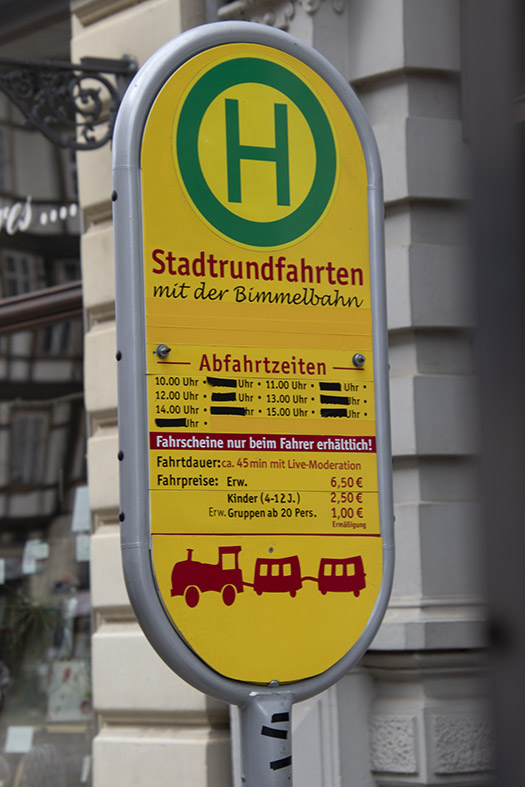 H
Stadtrundfahrten
mit der Bimmelbahn
Abfahrtzeiten
10.00 Uhr • Uhr • 11.00 Uhr • Uhr •
12.00 Uhr • Uhr • 13.00 Uhr • Uhr •
14.00 Uhr • Uhr • 15.00 Uhr • Uhr •
Uhr •
Fahrscheine nur beim Fahrer erhältlich!
Fahrtdauer: ca. 45 min mit Live-Moderation
Fahrpreise: Erw. 6,50 €
Kinder (4-12 J.) 2,50 €
Erw. Gruppen ab 20 Pers. 1,00 €
Ermäßigung